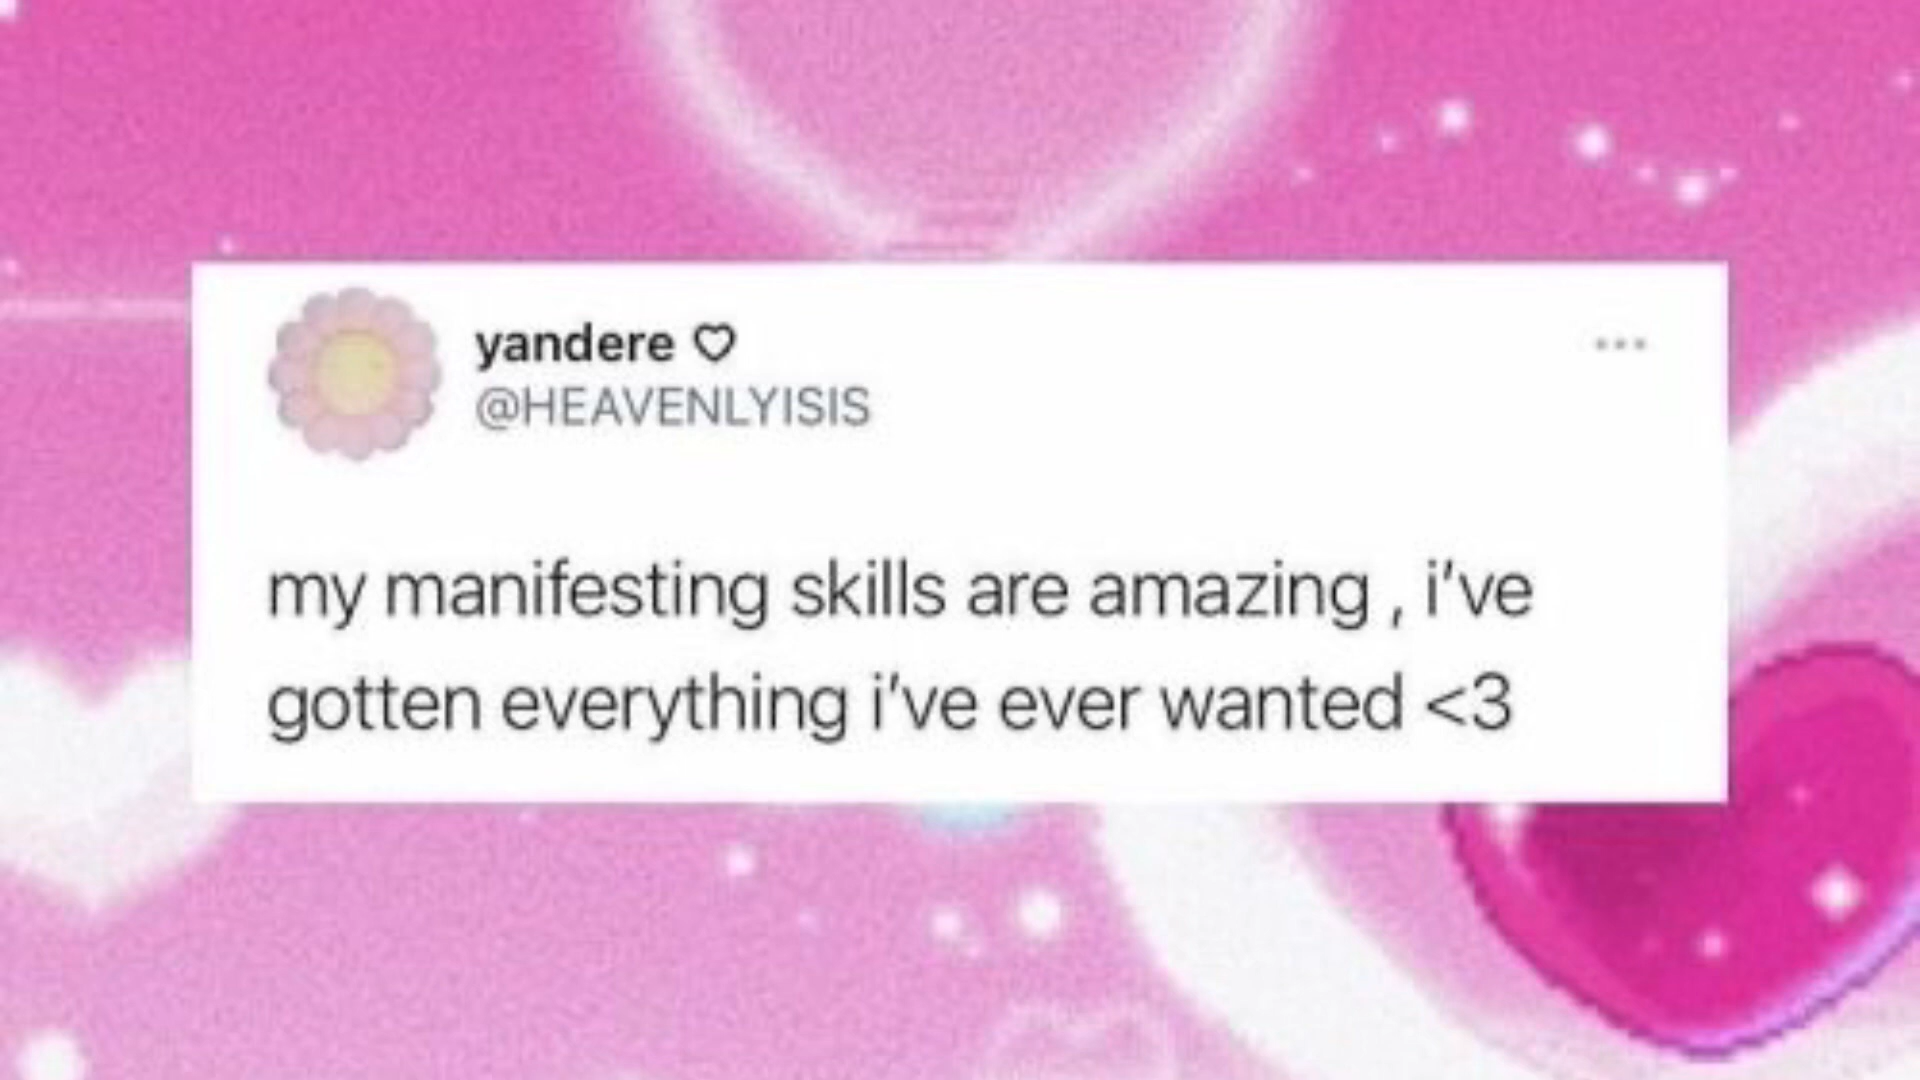 yandere ♡
@HEAVENLYISIS
my manifesting skills are amazing , i've
gotten everything i've ever wanted <3